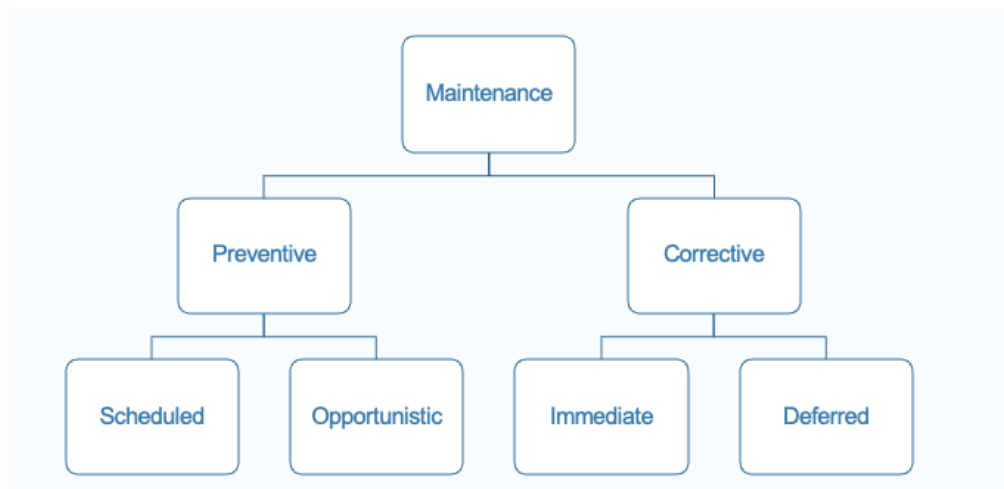 Maintenance
Preventive
Corrective
Scheduled
Opportunistic
Immediate
Deferred